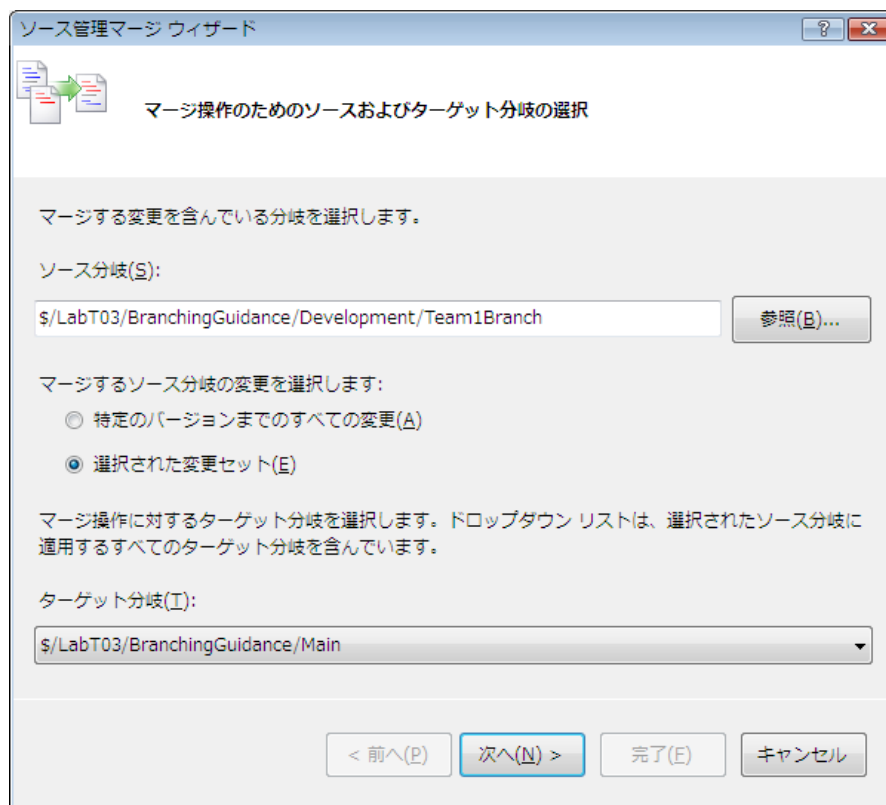 ソース管理マージ ウィザード
マージ操作のためのソースおよびターゲット分岐の選択
マージする変更を含んでいる分岐を選択します。
ソース分岐(S):
$/LabT03/BranchingGuidance/Development/Team1Branch
参照(B)...
マージするソース分岐の変更を選択します:
特定のバージョンまでのすべての変更(A)
選択された変更セット(E)
マージ操作に対するターゲット分岐を選択します。ドロップダウン リストは、選択されたソース分岐に
適用するすべてのターゲット分岐を含んでいます。
ターゲット分岐(T):
$/LabT03/BranchingGuidance/Main
< 前へ(P)
次へ(N) >
完了(F)
キャンセル